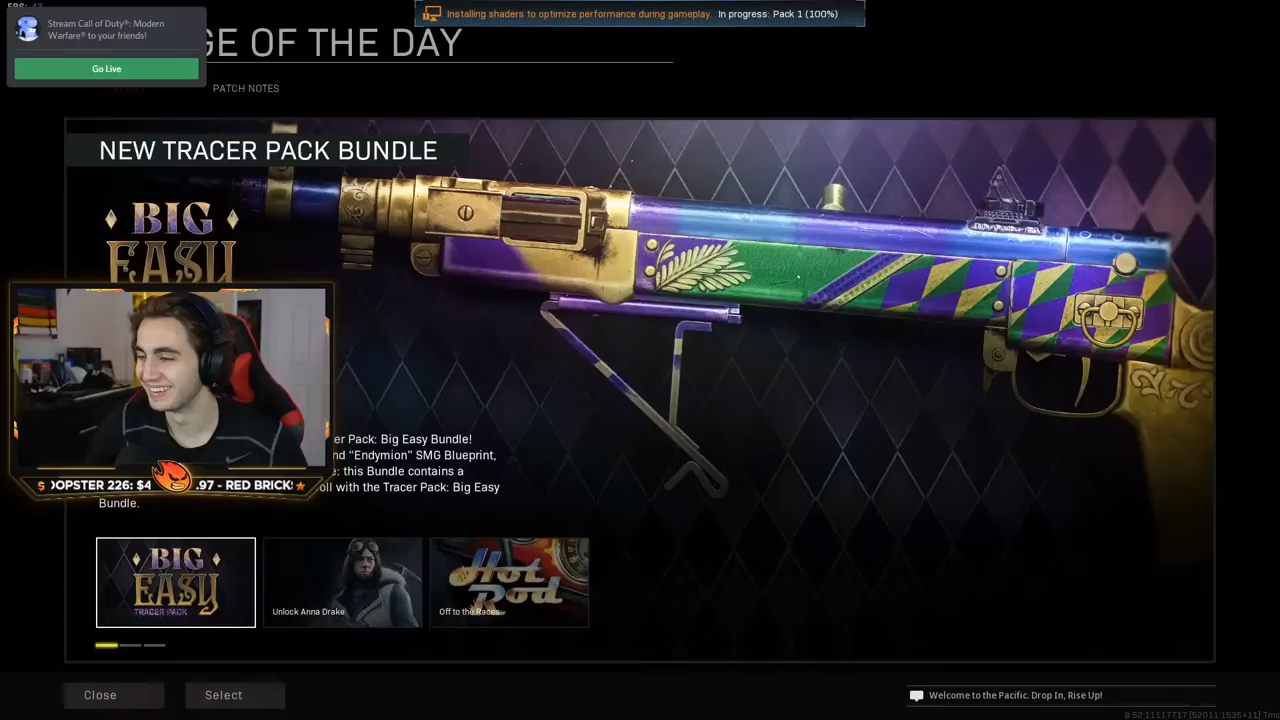 FPS: 43
Stream Call of Duty®: Modern
Warfare® to your friends!
Go Live
Installing shaders to optimize performance during gameplay. In progress: Pack 1 (100%)
GE OF THE DAY
PATCH NOTES
NEW TRACER PACK BUNDLE
BIG
EASY
er Pack: Big Easy Bundle!
nd "Endymion" SMG Blueprint,
e: this Bundle contains a
oll with the Tracer Pack: Big Easy
Bundle.
$ OOPSTER 226: $4 .97 - RED BRICK
BIG
EASY
TRACER PACK
Unlock Anna Drake
Hot
Rod
Off to the Races
Close
Select
Welcome to the Pacific. Drop In, Rise Up!